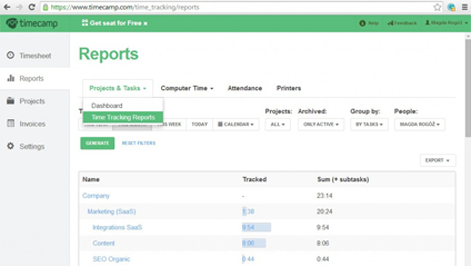 https://www.timecamp.com/time_tracking/reports
timecamp
Get seat for Free
Help
Feedback
Magda Rogóż
Timesheet
Reports
Projects
Invoices
Settings
Reports
Projects & Tasks
Computer Time
Attendance
Printers
Dashboard
Time Tracking Reports
Projects:
Archived:
Group by:
People:
WEEK
TODAY
CALENDAR
ALL
ONLY ACTIVE
BY TASKS
MAGDA ROGÓŻ
GENERATE
RESET FILTERS
EXPORT
Name Tracked Sum (+ subtasks)
Company - 23:14
Marketing (SaaS) 1:38 20:24
Integrations SaaS 9:54 9:54
Content 8:06 8:06
SEO Organic 0:44 0:44